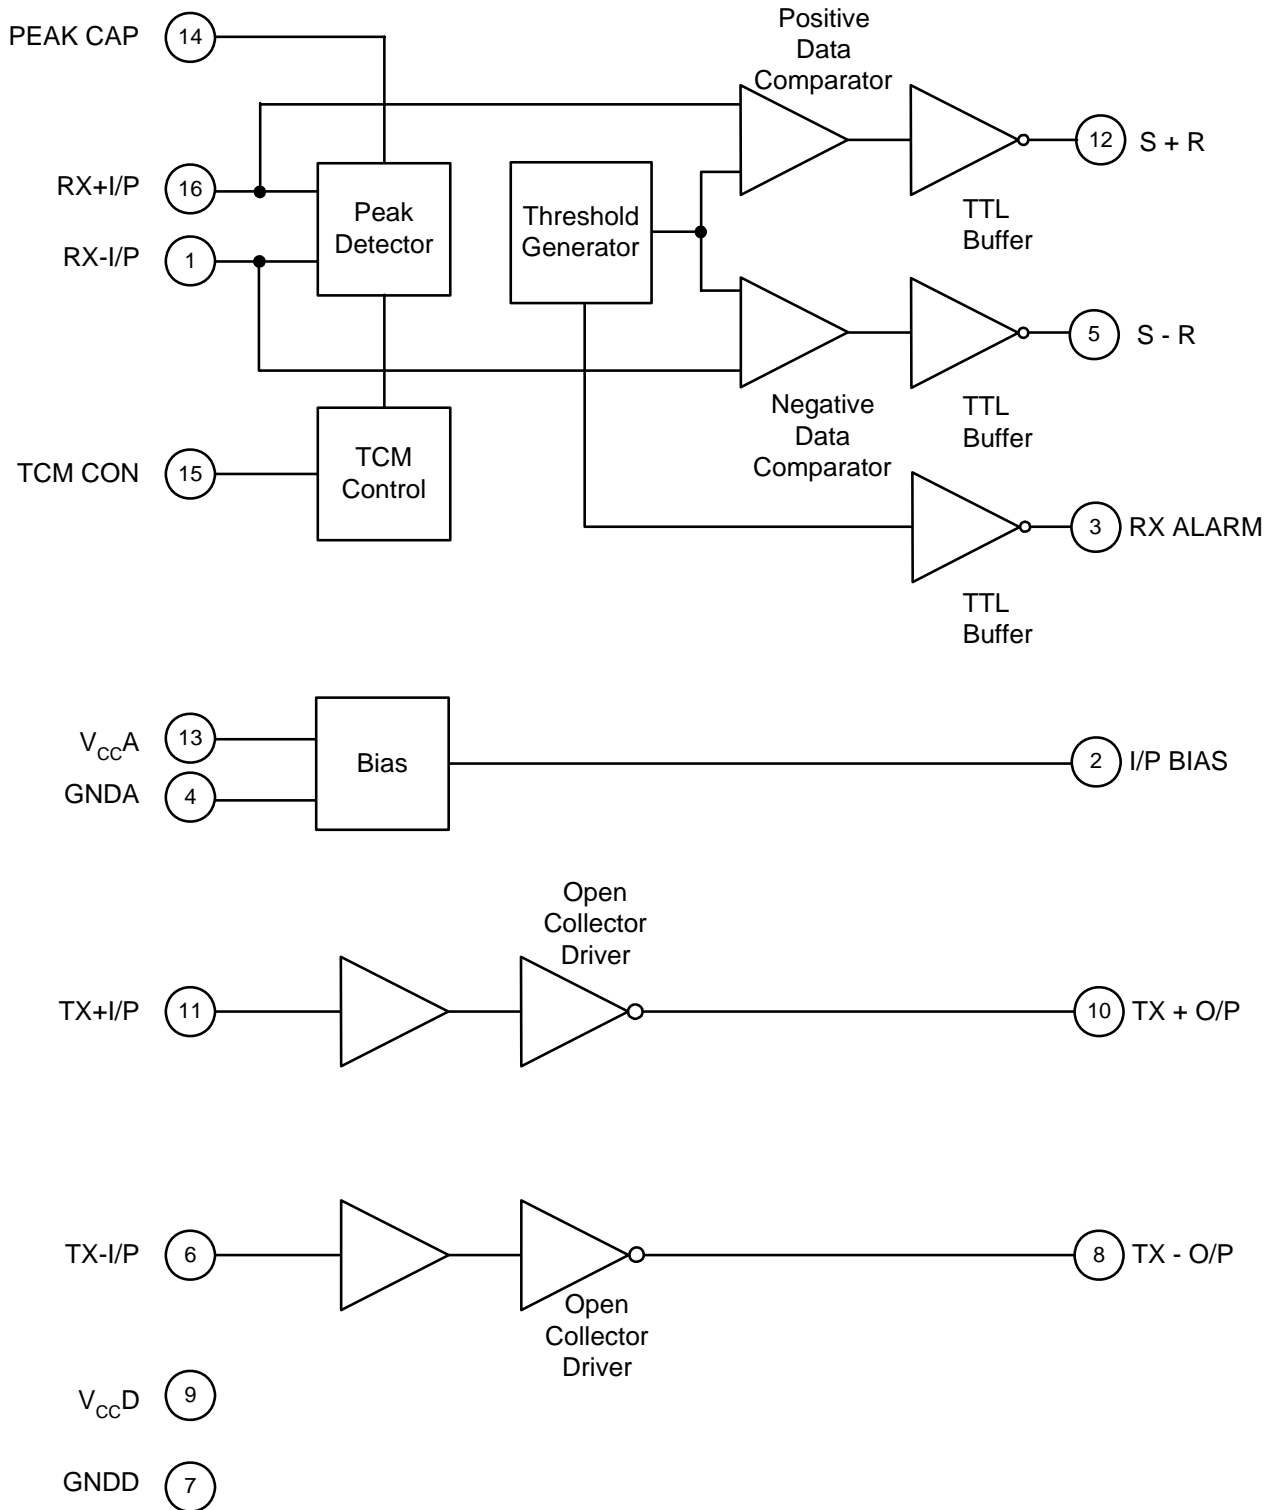 PEAK CAP
14
Positive
Data
Comparator
12
S + R
RX+I/P
16
Peak
Detector
Threshold
Generator
TTL
Buffer
RX-I/P
1
5
S - R
Negative
Data
Comparator
TTL
Buffer
TCM CON
15
TCM
Control
3
RX ALARM
TTL
Buffer
VCCA
13
Bias
2
I/P BIAS
GNDA
4
Open
Collector
Driver
TX+I/P
11
10
TX + O/P
TX-I/P
6
8
TX - O/P
Open
Collector
Driver
VCCD
9
GNDD
7